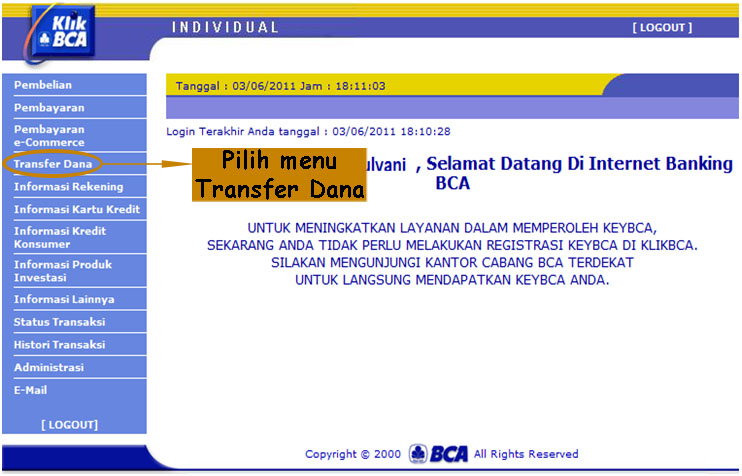 Klik
BCA
INDIVIDUAL
[ LOGOUT ]
Tanggal : 03/06/2011 Jam : 18:11:03
Login Terakhir Anda tanggal : 03/06/2011 18:10:28
Pembelian
Pembayaran
Pembayaran
e-Commerce
Transfer Dana
Informasi Rekening
Informasi Kartu Kredit
Informasi Kredit
Konsumer
Informasi Produk
Investasi
Informasi Lainnya
Status Transaksi
Histori Transaksi
Administrasi
E-Mail
[ LOGOUT]
Pilih menu
Transfer Dana
, Selamat Datang Di Internet Banking
BCA
UNTUK MENINGKATKAN LAYANAN DALAM MEMPEROLEH KEYBCA,
SEKARANG ANDA TIDAK PERLU MELAKUKAN REGISTRASI KEYBCA DI KLIKBCA.
SILAKAN MENGUNJUNGI KANTOR CABANG BCA TERDEKAT
UNTUK LANGSUNG MENDAPATKAN KEYBCA ANDA.
Copyright © 2000 BCA All Rights Reserved